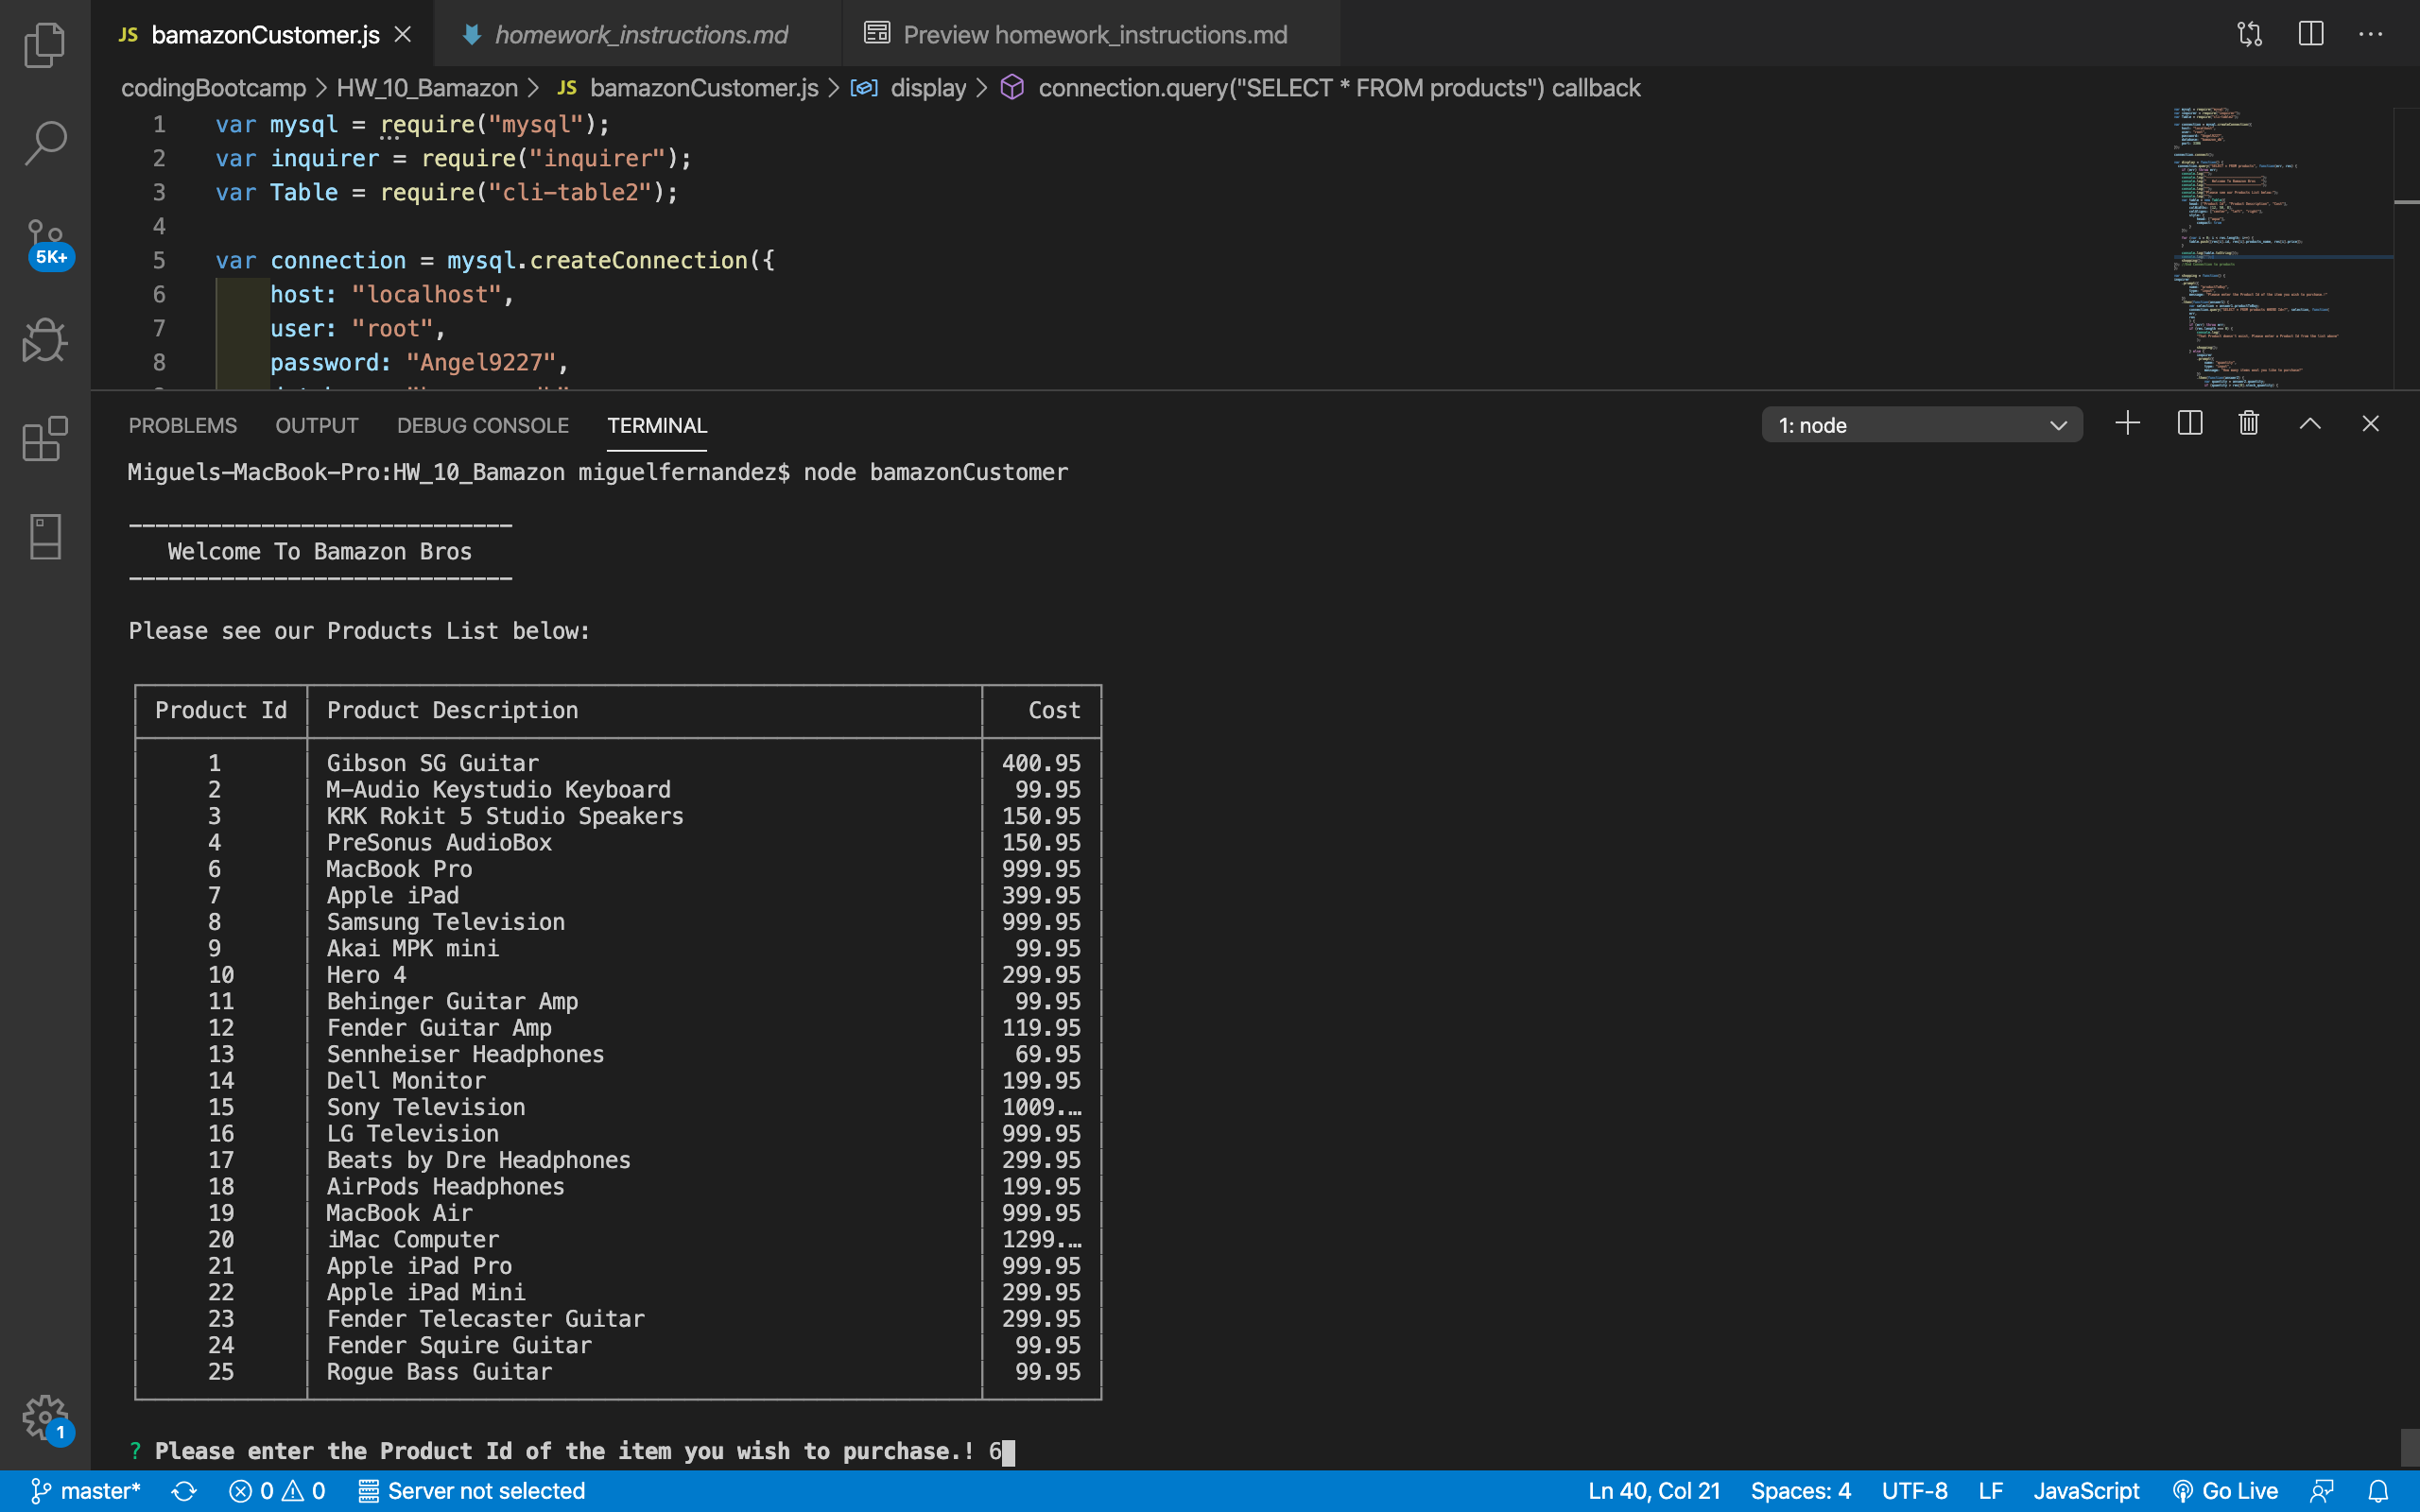 JS bamazonCustomer.js homework_instructions.md Preview homework_instructions.md
codingBootcamp > HW_10_Bamazon > JS bamazonCustomer.js > display > connection.query("SELECT * FROM products") callback
1 var mysql = require("mysql");
2 var inquirer = require("inquirer");
3 var Table = require("cli-table2");
4
5 var connection = mysql.createConnection({
6 host: "localhost",
7 user: "root",
8 password: "Angel9227",
5K+
PROBLEMS OUTPUT DEBUG CONSOLE TERMINAL 1: node
Miguels-MacBook-Pro:HW_10_Bamazon miguelfernandez$ node bamazonCustomer
-----------------------------
Welcome To Bamazon Bros
-----------------------------
Please see our Products List below:
Product Id Product Description Cost
1 Gibson SG Guitar 400.95
2 M-Audio Keystudio Keyboard 99.95
3 KRK Rokit 5 Studio Speakers 150.95
4 PreSonus AudioBox 150.95
6 MacBook Pro 999.95
7 Apple iPad 399.95
8 Samsung Television 999.95
9 Akai MPK mini 99.95
10 Hero 4 299.95
11 Behinger Guitar Amp 99.95
12 Fender Guitar Amp 119.95
13 Sennheiser Headphones 69.95
14 Dell Monitor 199.95
15 Sony Television 1009.…
16 LG Television 999.95
17 Beats by Dre Headphones 299.95
18 AirPods Headphones 199.95
19 MacBook Air 999.95
20 iMac Computer 1299.…
21 Apple iPad Pro 999.95
22 Apple iPad Mini 299.95
23 Fender Telecaster Guitar 299.95
24 Fender Squire Guitar 99.95
25 Rogue Bass Guitar 99.95
1
? Please enter the Product Id of the item you wish to purchase.! 6
master* 0 0 Server not selected Ln 40, Col 21 Spaces: 4 UTF-8 LF JavaScript Go Live